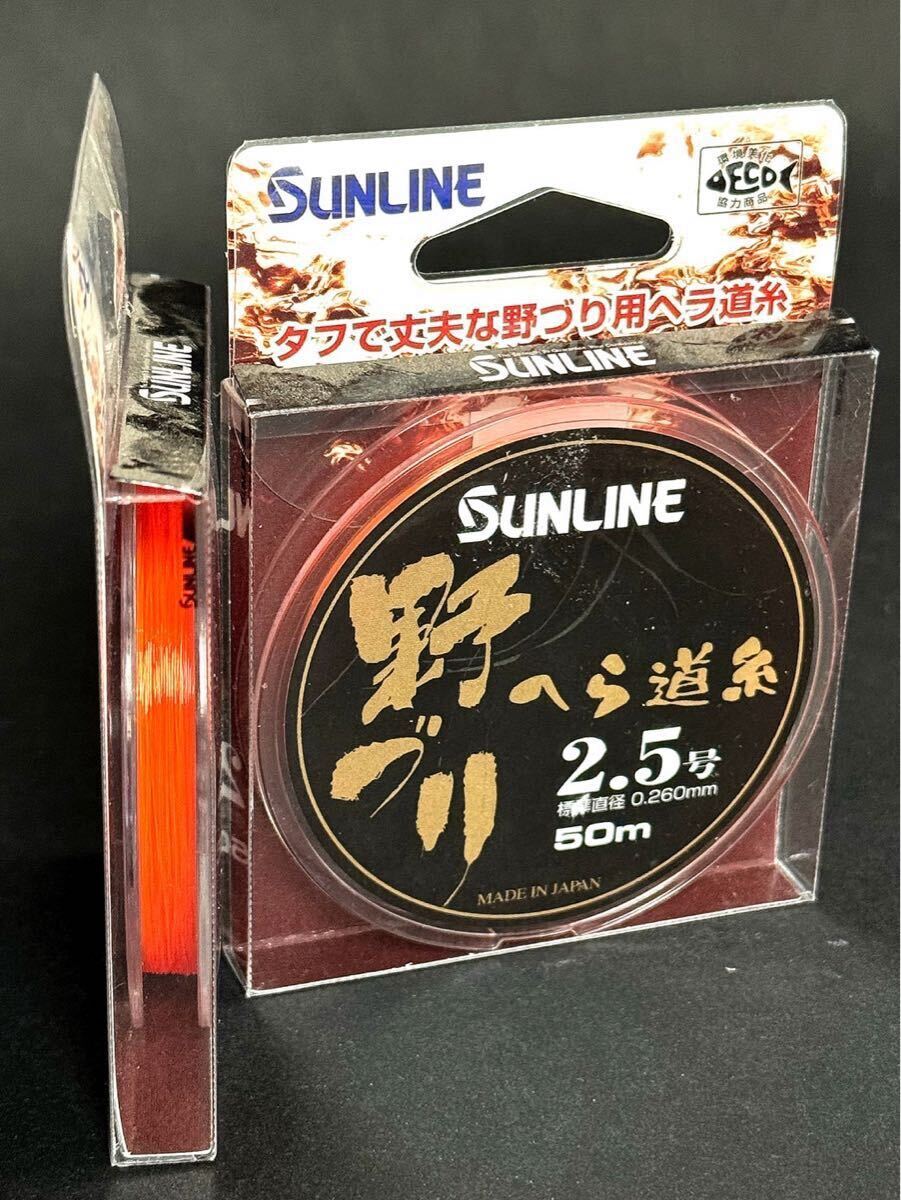 SUNLINE
環境美化
DECO
協力商品
タフで丈夫な野づり用ヘラ道糸
SUNLINE
SUNLINE
野づり
へら道糸
2.5号
標準直径 0.260mm
50m
MADE IN JAPAN
SUNLINE
SUNLINE